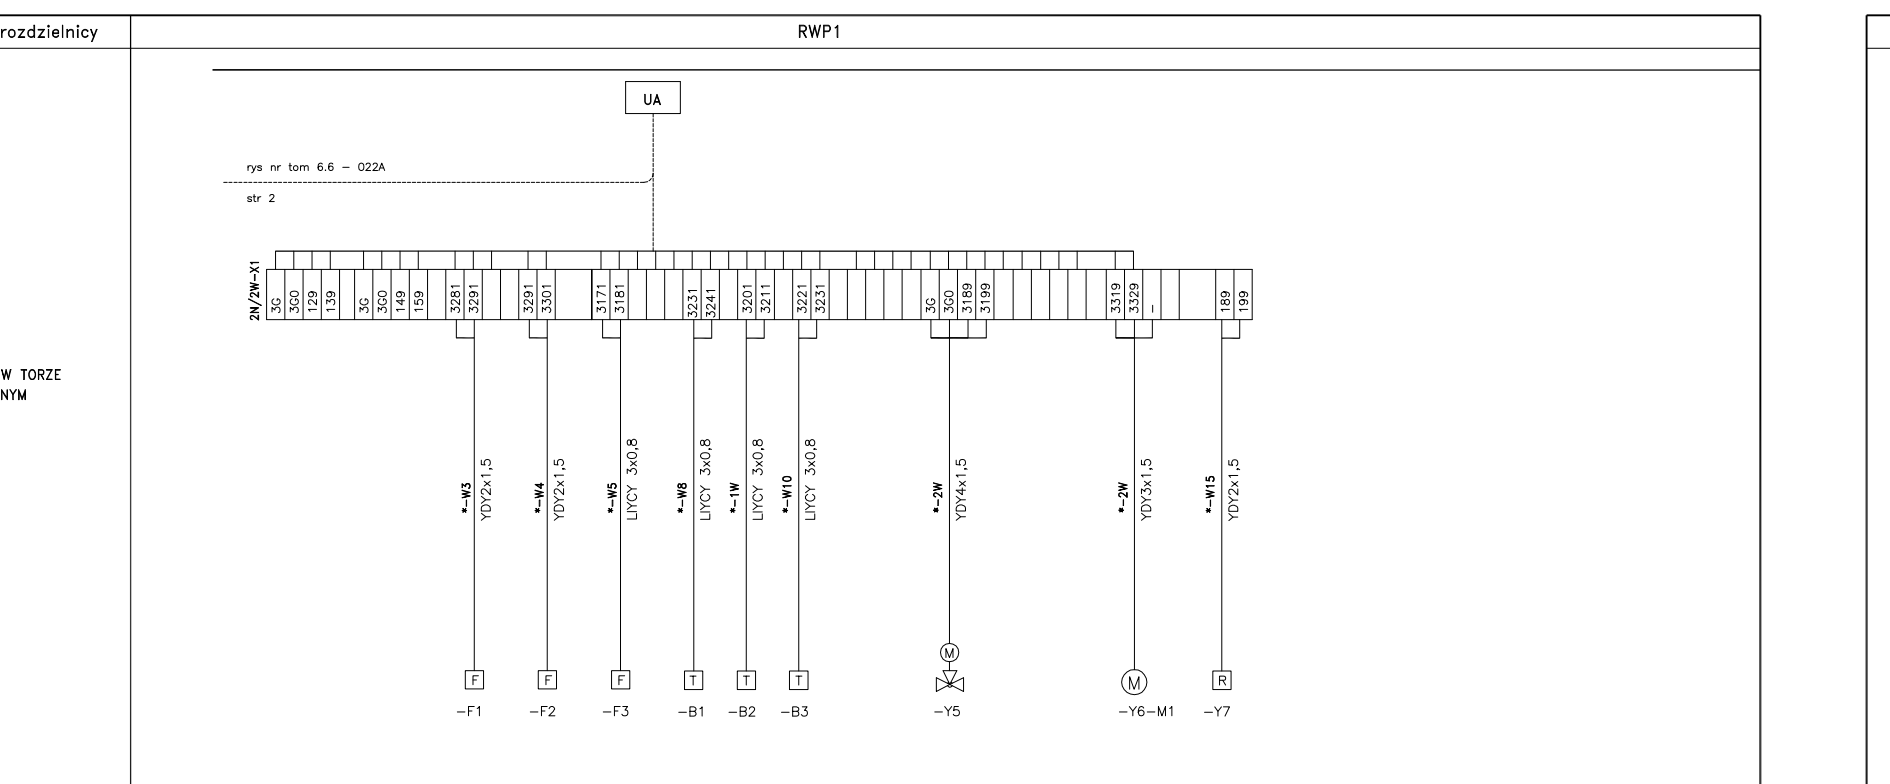 rozdzielnicy
RWP1
UA
rys nr tom 6.6 – 022A
str 2
2N/2W–X1
3G
3G0
129
139
3G
3G0
149
159
3281
3291
3291
3301
3171
3181
3231
3241
3201
3211
3221
3231
3G
3G0
3189
3199
3319
3329
–
189
199
W TORZE
NYM
*–W3
YDY2x1,5
*–W4
YDY2x1,5
*–W5
LIYCY 3x0,8
*–W8
LIYCY 3x0,8
*–1W
LIYCY 3x0,8
*–W10
LIYCY 3x0,8
*–2W
YDY4x1,5
*–2W
YDY3x1,5
*–W15
YDY2x1,5
M
F
F
F
T
T
T
M
R
–F1
–F2
–F3
–B1
–B2
–B3
–Y5
–Y6–M1
–Y7